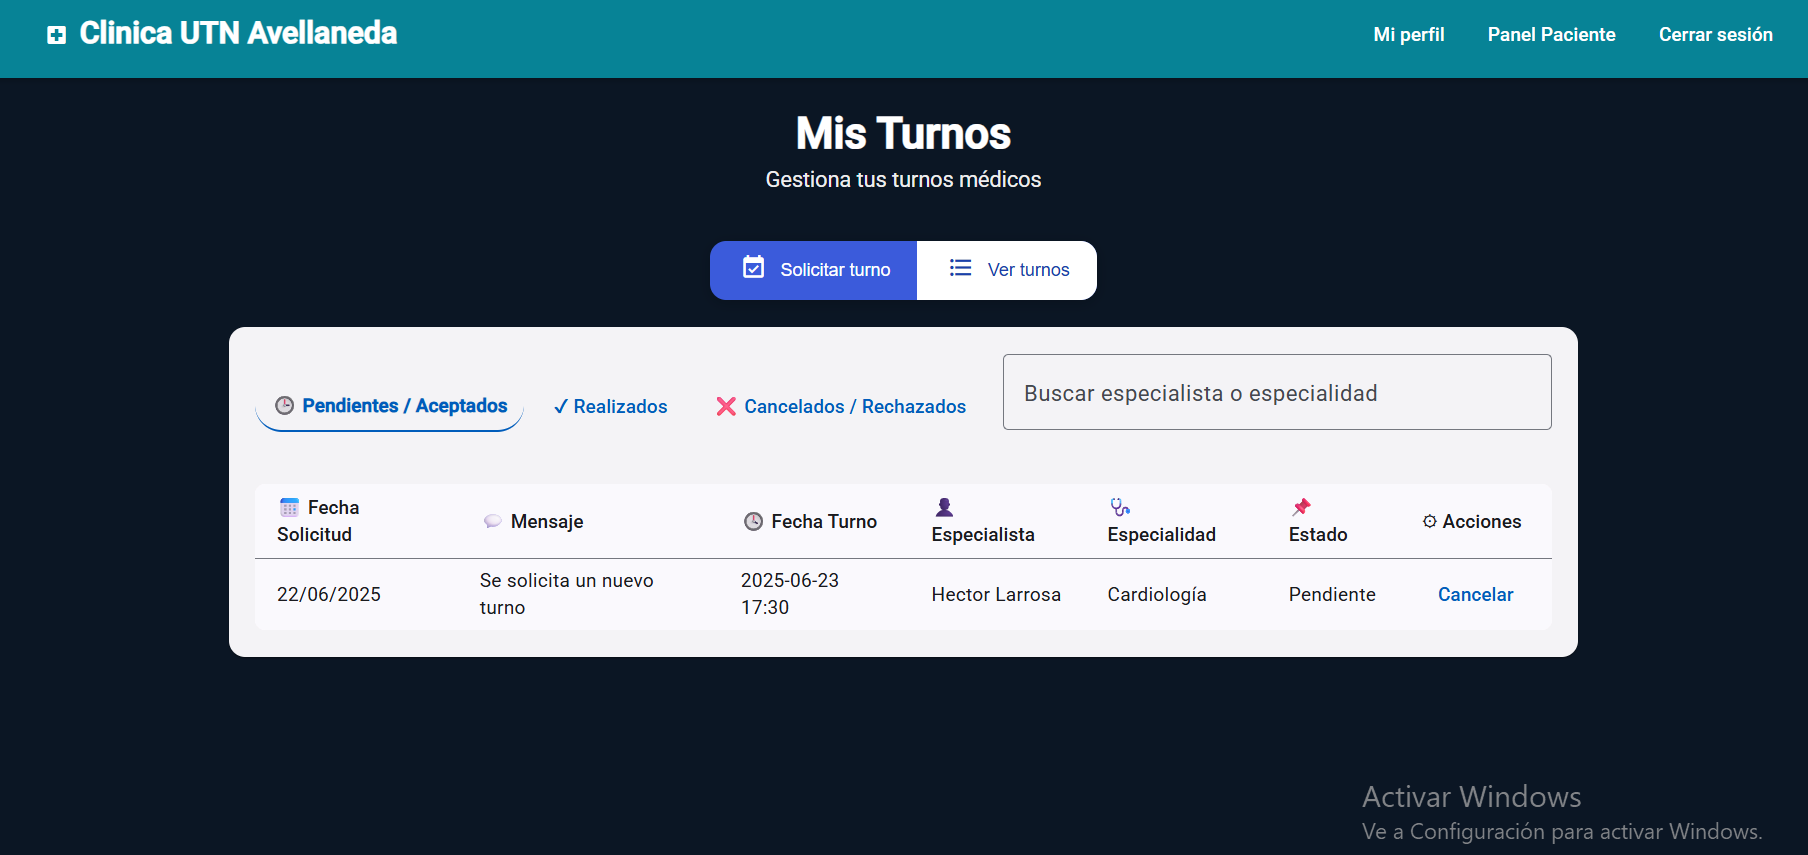 Clinica UTN Avellaneda
Mi perfil
Panel Paciente
Cerrar sesión
Mis Turnos
Gestiona tus turnos médicos
Solicitar turno
Ver turnos
Pendientes / Aceptados
✓ Realizados
❌ Cancelados / Rechazados
Buscar especialista o especialidad
Fecha
Solicitud
Mensaje
Fecha Turno
Especialista
Especialidad
Estado
Acciones
22/06/2025
Se solicita un nuevo
turno
2025-06-23
17:30
Hector Larrosa
Cardiología
Pendiente
Cancelar
Activar Windows
Ve a Configuración para activar Windows.